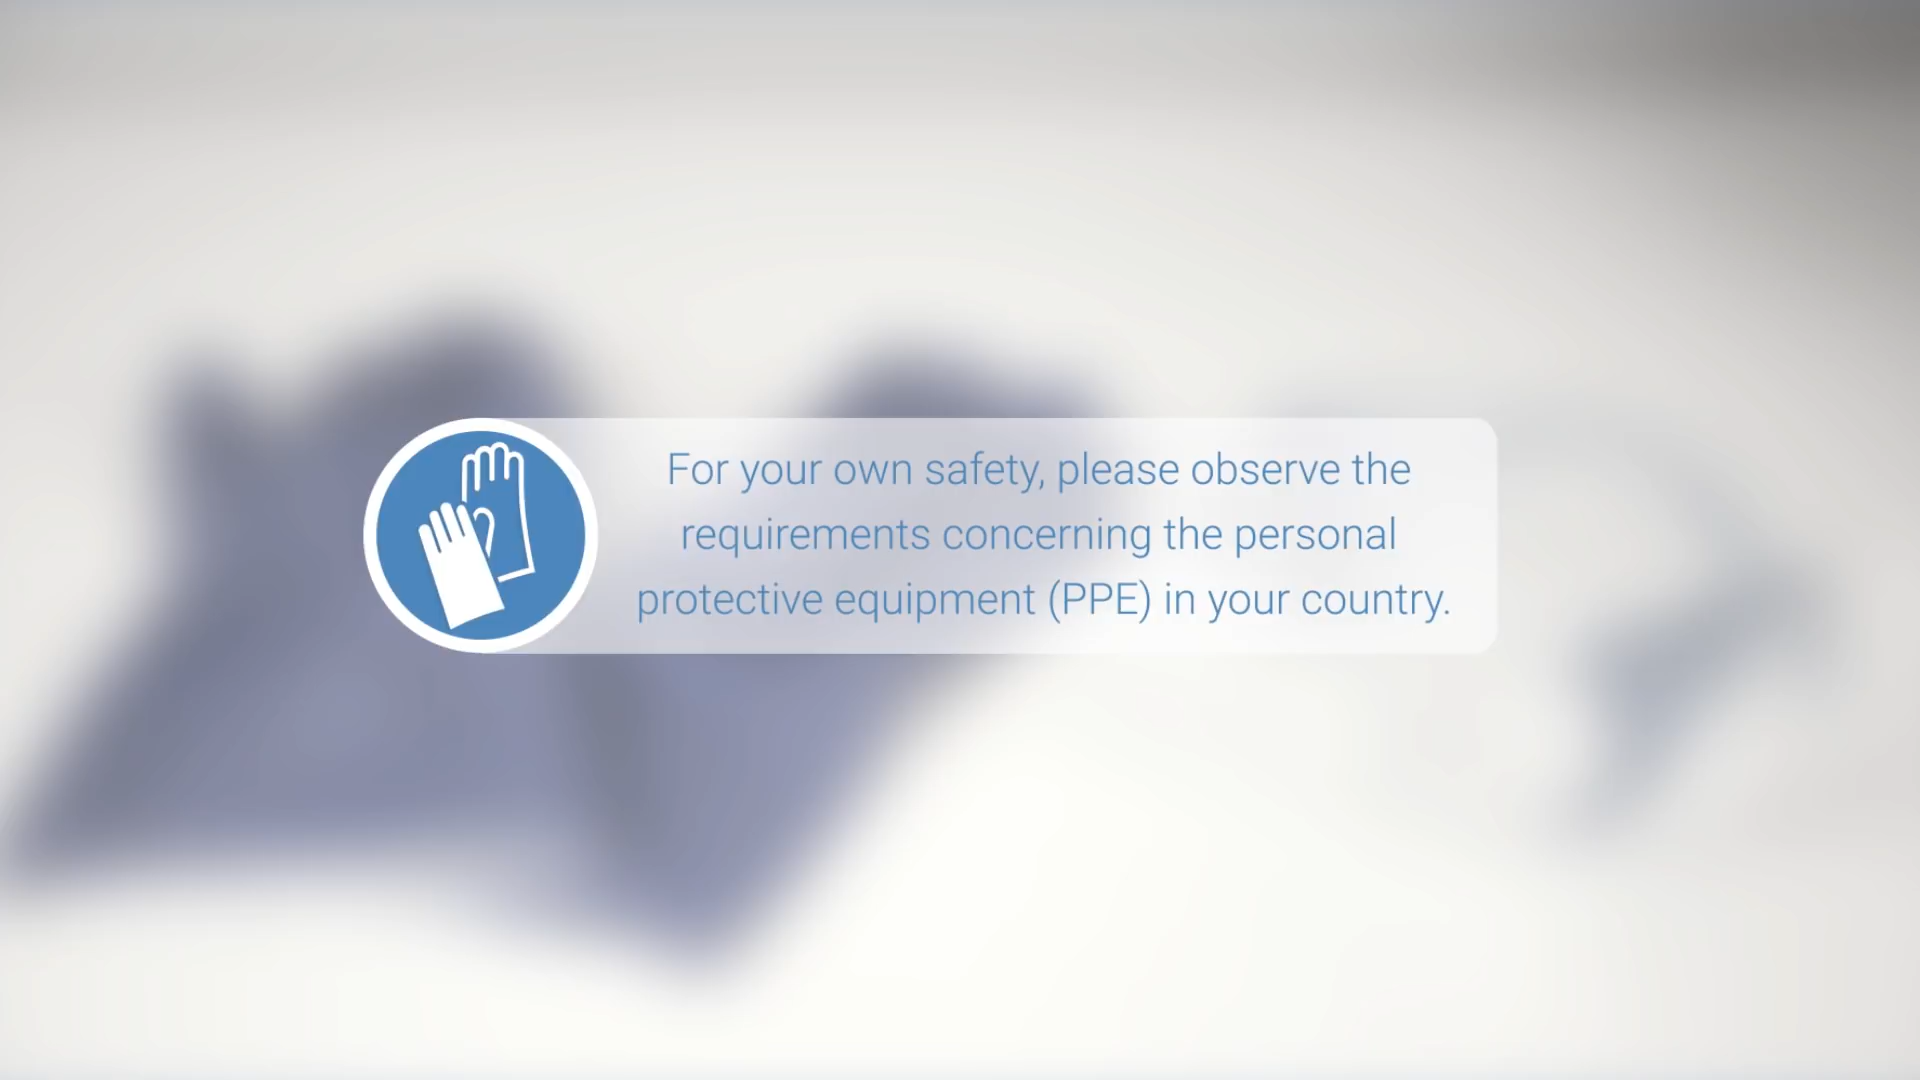 For your own safety, please observe the
requirements concerning the personal
protective equipment (PPE) in your country.